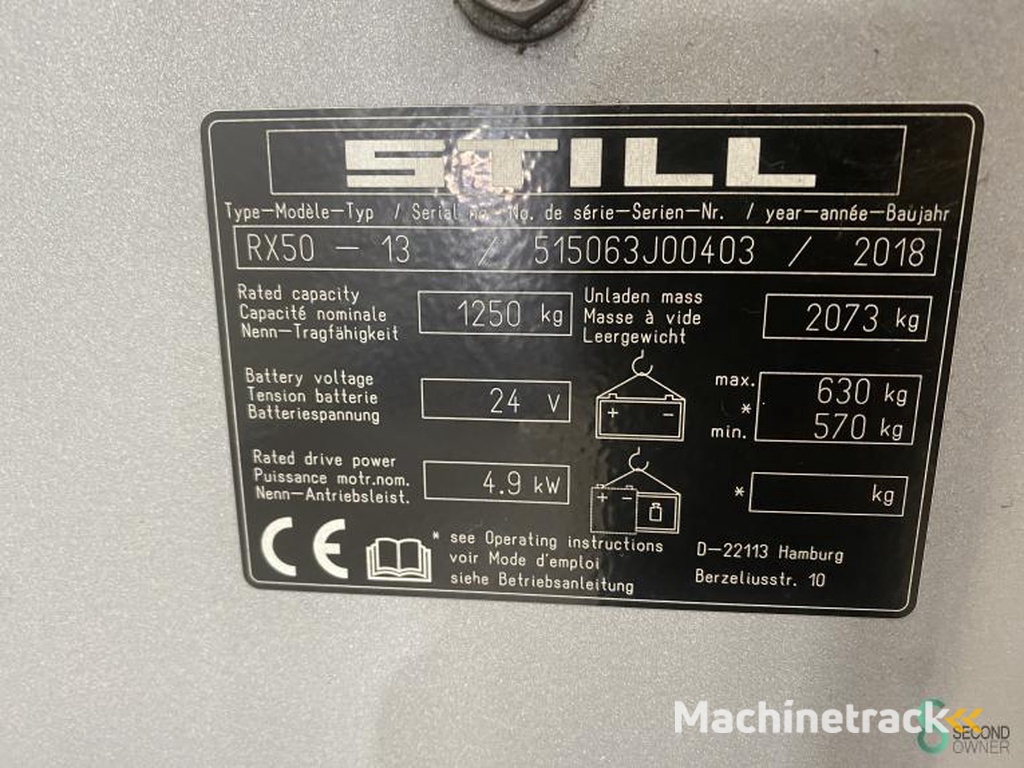 STILL
Type-Modèle-Typ / Serial no. No. de série-Serien-Nr. / year-année-Baujahr
RX50 - 13 / 515063J00403 / 2018
Rated capacity
Capacité nominale
Nenn-Tragfähigkeit
1250 kg
Unladen mass
Masse à vide
Leergewicht
2073 kg
Battery voltage
Tension batterie
Batteriespannung
24 V
+ -
max. 630 kg
*
min. 570 kg
Rated drive power
Puissance motr.nom.
Nenn-Antriebsleist.
4.9 kW
+ -
* kg
CE
* see Operating instructions
voir Mode d'emploi
siehe Betriebsanleitung
D-22113 Hamburg
Berzeliusstr. 10
Machinetrack
SECOND
OWNER